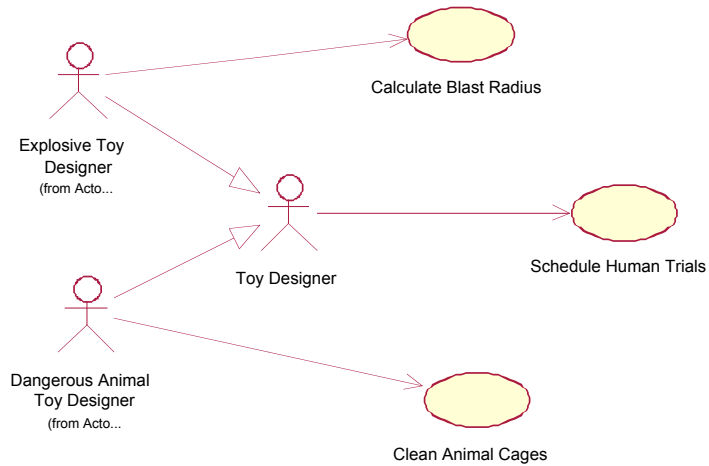 Calculate Blast Radius
Explosive Toy
Designer
(from Acto...
Toy Designer
Schedule Human Trials
Dangerous Animal
Toy Designer
(from Acto...
Clean Animal Cages